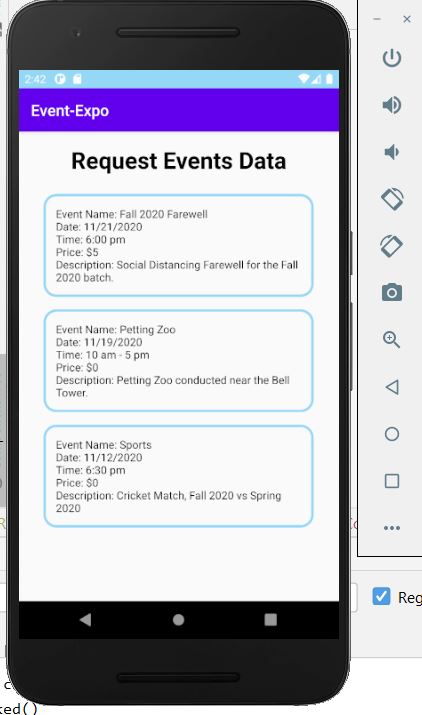 2:42
Event-Expo
Request Events Data
Event Name: Fall 2020 Farewell
Date: 11/21/2020
Time: 6:00 pm
Price: $5
Description: Social Distancing Farewell for the Fall
2020 batch.
Event Name: Petting Zoo
Date: 11/19/2020
Time: 10 am - 5 pm
Price: $0
Description: Petting Zoo conducted near the Bell
Tower.
Event Name: Sports
Date: 11/12/2020
Time: 6:30 pm
Price: $0
Description: Cricket Match, Fall 2020 vs Spring
2020
Reg
ked()